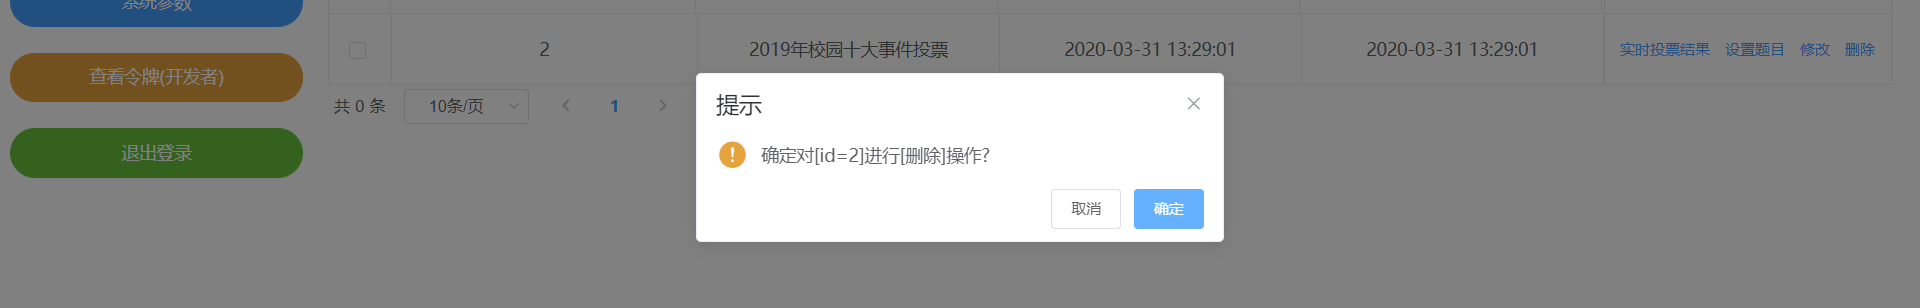 系统参数
2 2019年校园十大事件投票 2020-03-31 13:29:01 2020-03-31 13:29:01 实时投票结果 设置题目 修改 删除
查看令牌(开发者)
共 0 条 10条/页 1
提示
退出登录
确定对[id=2]进行[删除]操作?
取消 确定